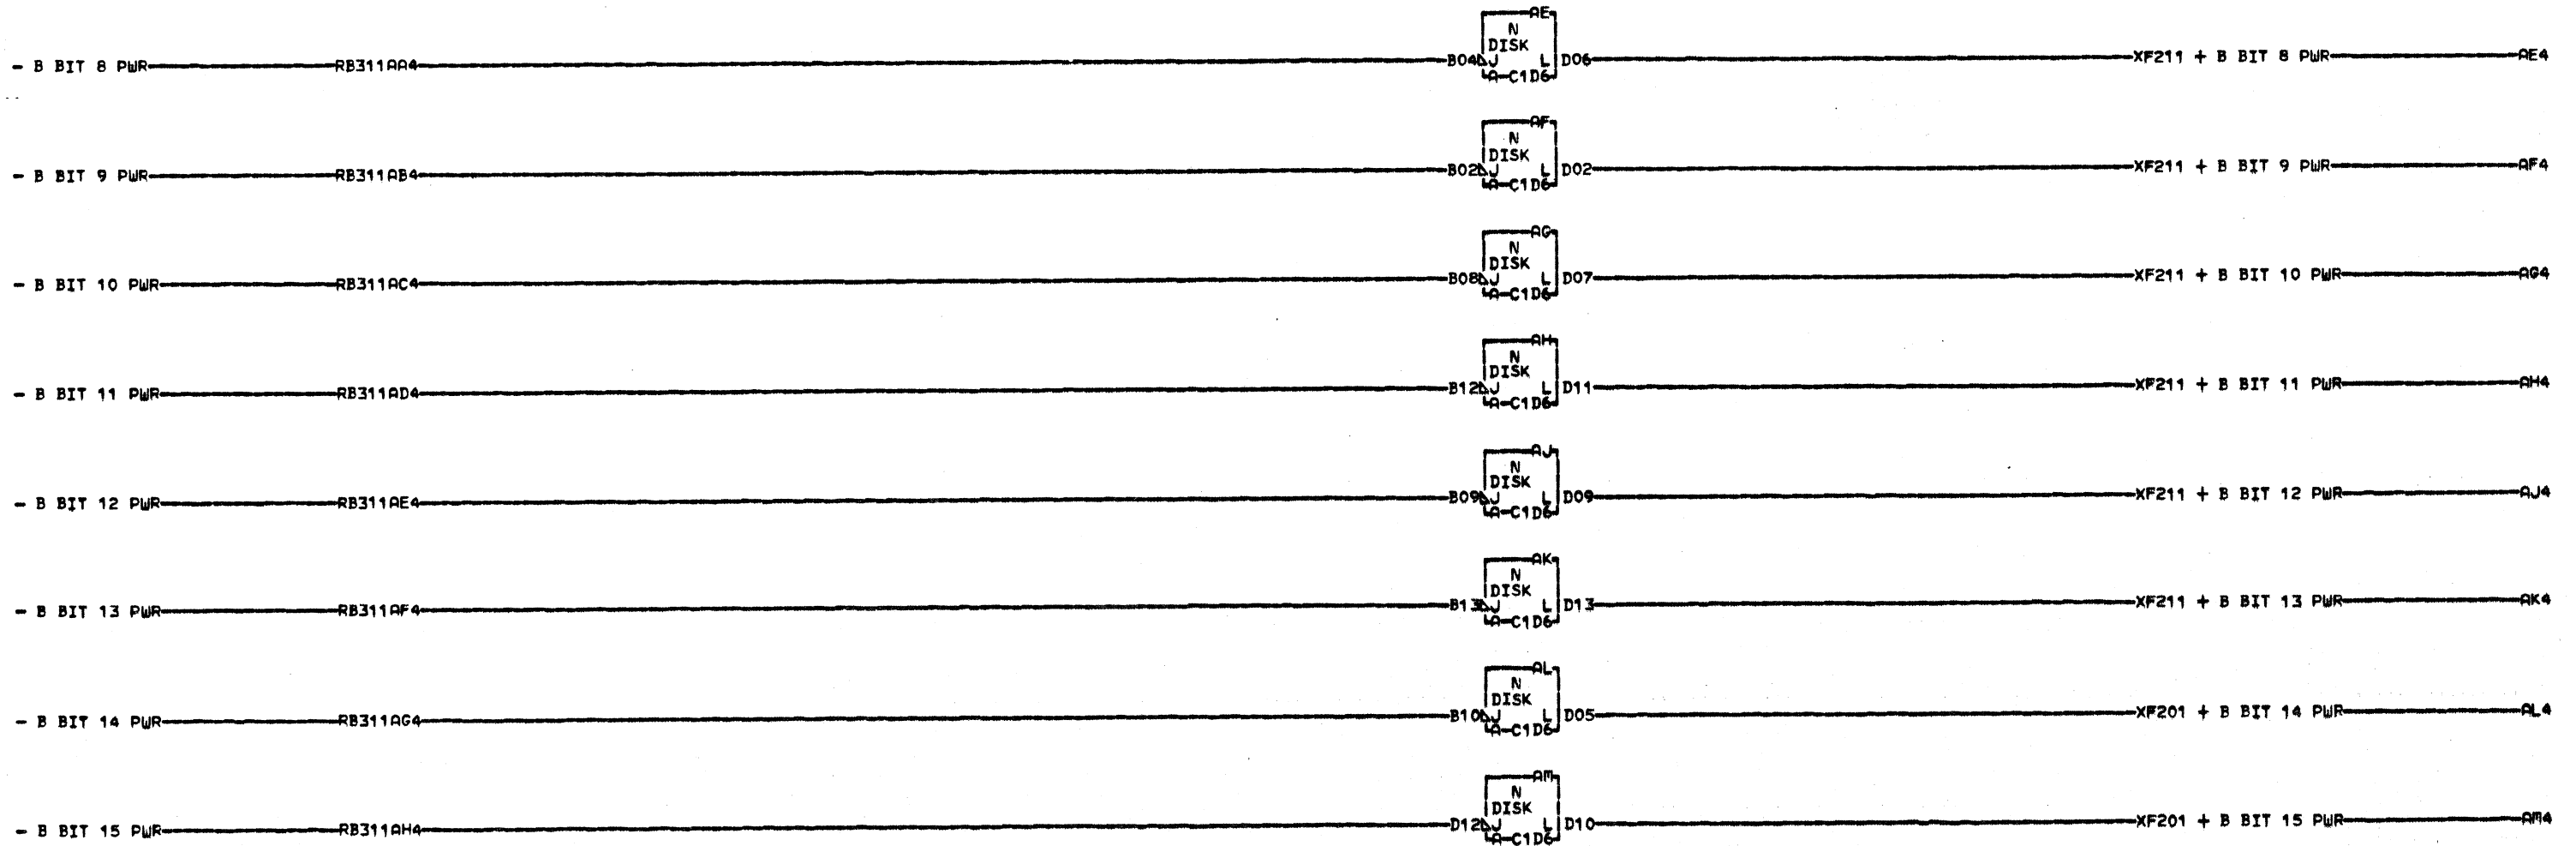 AE
N
DISK
- B BIT 8 PWR RB311AA4 B04 J L D06 XF211 + B BIT 8 PWR AE4
A-C1D6
AF
N
DISK
- B BIT 9 PWR RB311AB4 B02 J L D02 XF211 + B BIT 9 PWR AF4
A-C1D6
AG
N
DISK
- B BIT 10 PWR RB311AC4 B08 J L D07 XF211 + B BIT 10 PWR AG4
A-C1D6
AH
N
DISK
- B BIT 11 PWR RB311AD4 B12 J L D11 XF211 + B BIT 11 PWR AH4
A-C1D6
AJ
N
DISK
- B BIT 12 PWR RB311AE4 B09 J L D09 XF211 + B BIT 12 PWR AJ4
A-C1D6
AK
N
DISK
- B BIT 13 PWR RB311AF4 B13 J L D13 XF211 + B BIT 13 PWR AK4
A-C1D6
AL
N
DISK
- B BIT 14 PWR RB311AG4 B10 J L D05 XF201 + B BIT 14 PWR AL4
A-C1D6
AM
N
DISK
- B BIT 15 PWR RB311AH4 D12 J L D10 XF201 + B BIT 15 PWR AM4
A-C1D6